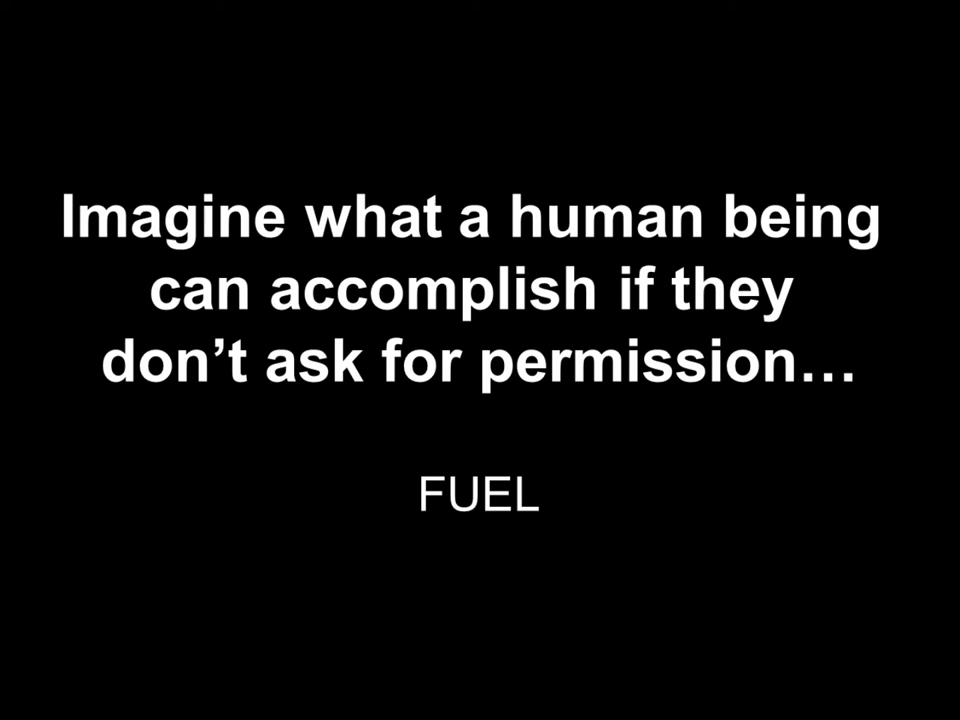 Imagine what a human being
can accomplish if they
don’t ask for permission…
FUEL